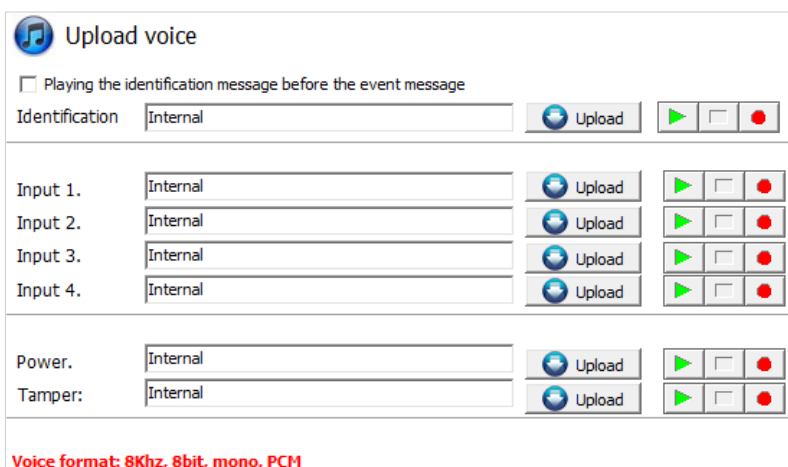 Upload voice
Playing the identification message before the event message
Identification Internal Upload
Input 1. Internal Upload
Input 2. Internal Upload
Input 3. Internal Upload
Input 4. Internal Upload
Power. Internal Upload
Tamper: Internal Upload
Voice format: 8Khz, 8bit, mono, PCM